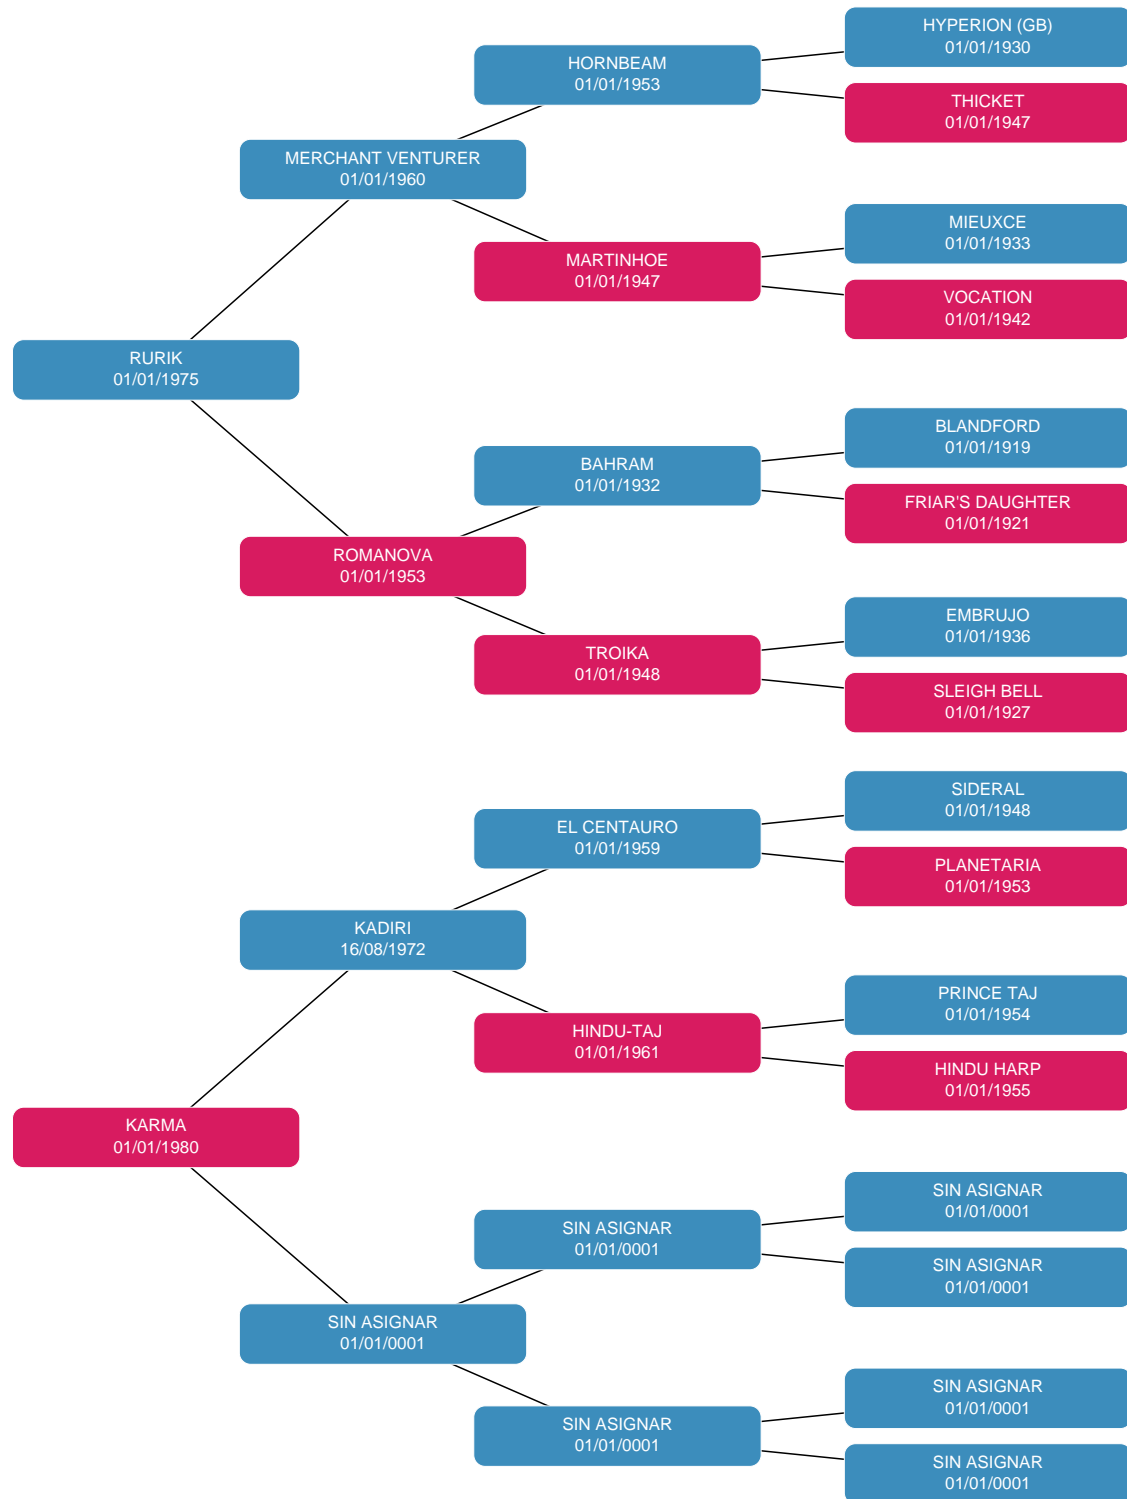 HYPERION (GB)
01/01/1930
HORNBEAM
01/01/1953
THICKET
01/01/1947
MERCHANT VENTURER
01/01/1960
MIEUXCE
01/01/1933
MARTINHOE
01/01/1947
VOCATION
01/01/1942
RURIK
01/01/1975
BLANDFORD
01/01/1919
BAHRAM
01/01/1932
FRIAR'S DAUGHTER
01/01/1921
ROMANOVA
01/01/1953
EMBRUJO
01/01/1936
TROIKA
01/01/1948
SLEIGH BELL
01/01/1927
SIDERAL
01/01/1948
EL CENTAURO
01/01/1959
PLANETARIA
01/01/1953
KADIRI
16/08/1972
PRINCE TAJ
01/01/1954
HINDU-TAJ
01/01/1961
HINDU HARP
01/01/1955
KARMA
01/01/1980
SIN ASIGNAR
01/01/0001
SIN ASIGNAR
01/01/0001
SIN ASIGNAR
01/01/0001
SIN ASIGNAR
01/01/0001
SIN ASIGNAR
01/01/0001
SIN ASIGNAR
01/01/0001
SIN ASIGNAR
01/01/0001